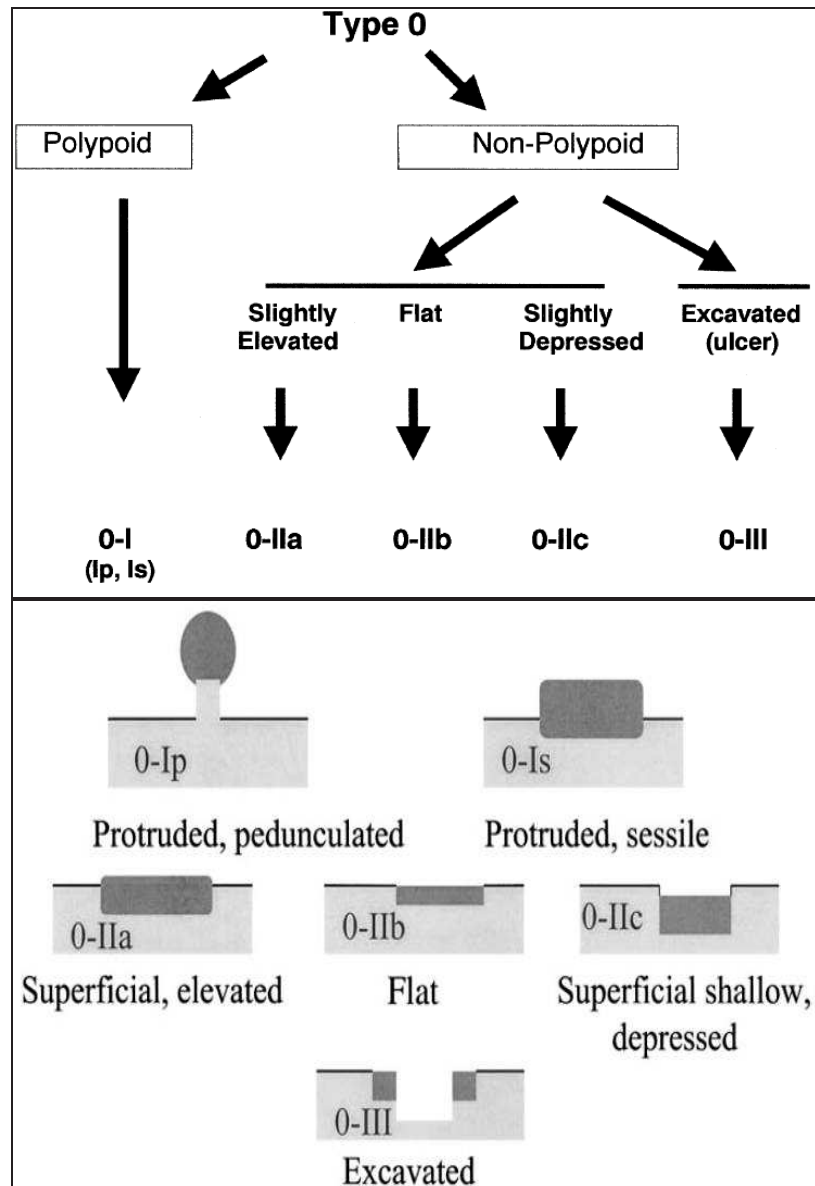 Type 0
Polypoid
Non-Polypoid
Slightly Elevated
Flat
Slightly Depressed
Excavated (ulcer)
0-I
(Ip, Is)
0-IIa
0-IIb
0-IIc
0-III
0-Ip
Protruded, pedunculated
0-Is
Protruded, sessile
0-IIa
Superficial, elevated
0-IIb
Flat
0-IIc
Superficial shallow,
depressed
0-III
Excavated